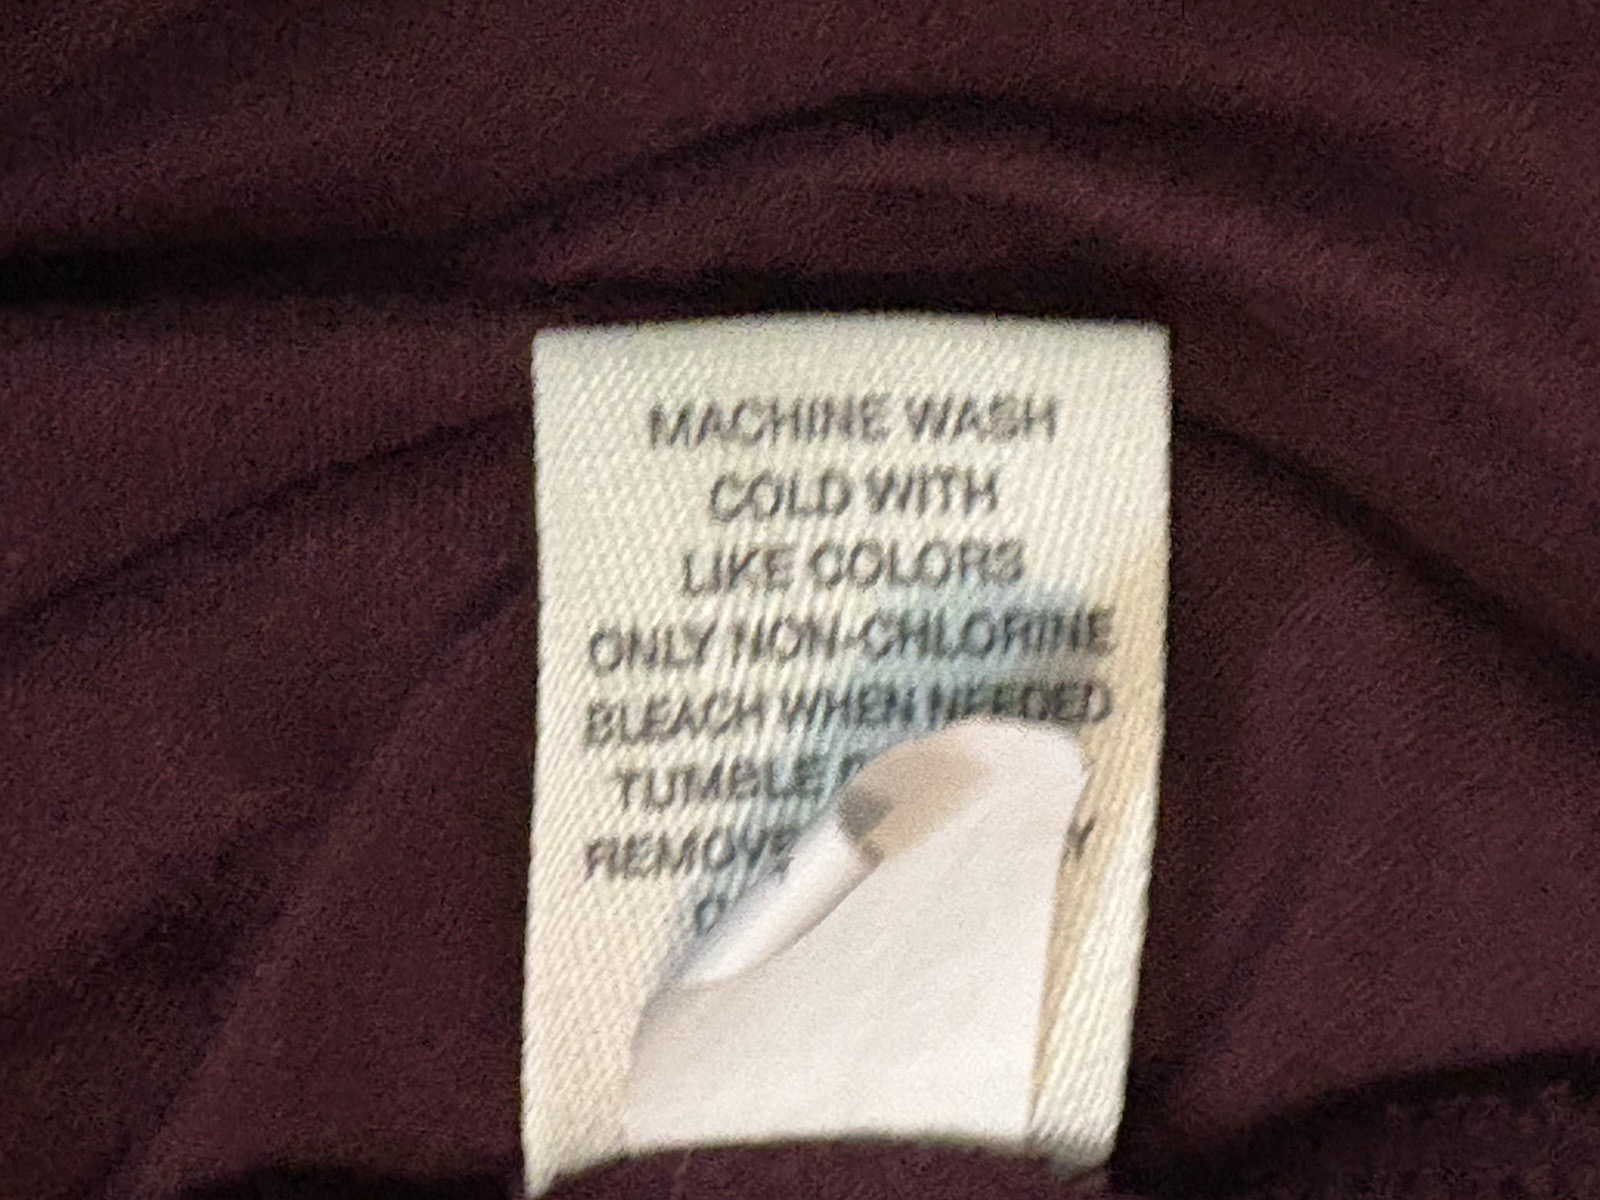 MACHINE WASH
COLD WITH
LIKE COLORS
ONLY NON-CHLORINE
BLEACH WHEN NEEDED
TUMBLE
REMOVE